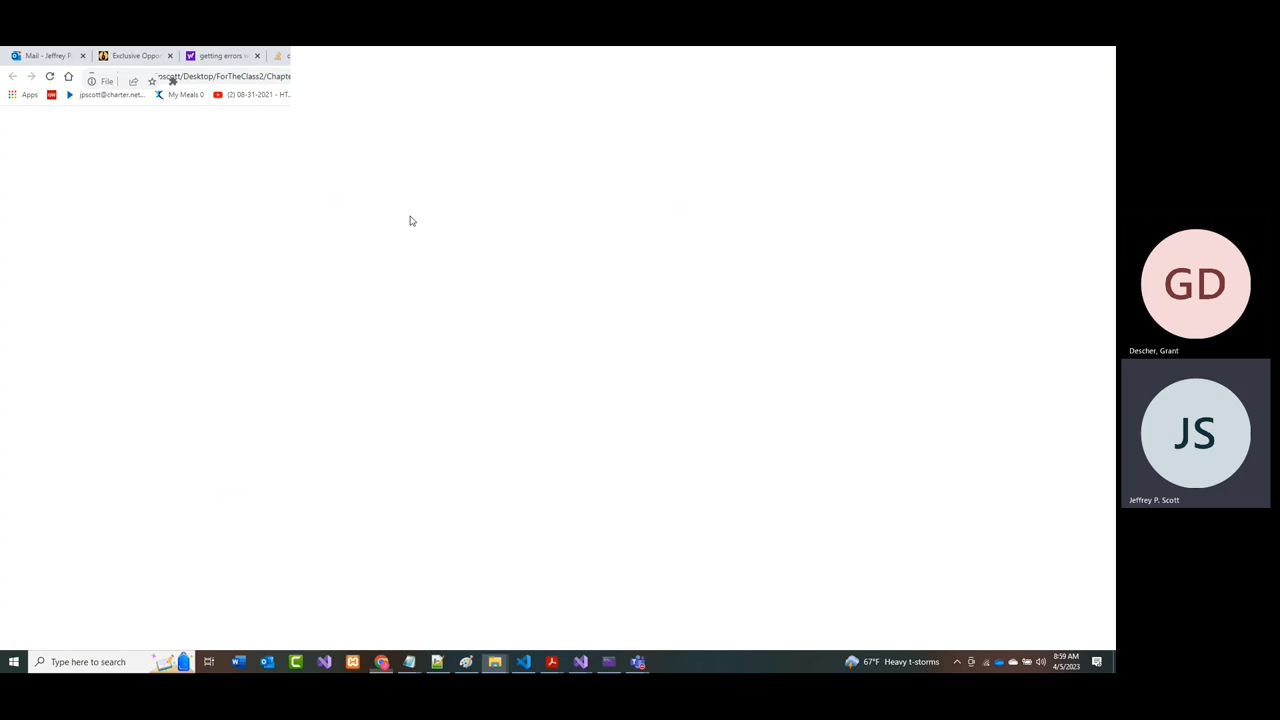 Mail - Jeffrey P.
Exclusive Oppo
getting errors
File
pscott/Desktop/ForTheClass2/Chapte
Apps
jpscott@charter.net...
My Meals 0
(2) 08-31-2021 - HT...
GD
Descher, Grant
JS
Jeffrey P. Scott
Type here to search
67°F Heavy t-storms
8:59 AM
4/5/2023